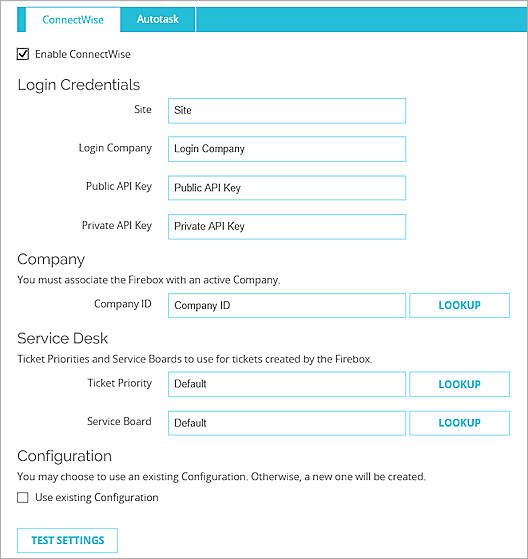 ConnectWise Autotask
Enable ConnectWise
Login Credentials
Site Site
Login Company Login Company
Public API Key Public API Key
Private API Key Private API Key
Company
You must associate the Firebox with an active Company.
Company ID Company ID LOOKUP
Service Desk
Ticket Priorities and Service Boards to use for tickets created by the Firebox.
Ticket Priority Default LOOKUP
Service Board Default LOOKUP
Configuration
You may choose to use an existing Configuration. Otherwise, a new one will be created.
Use existing Configuration
TEST SETTINGS